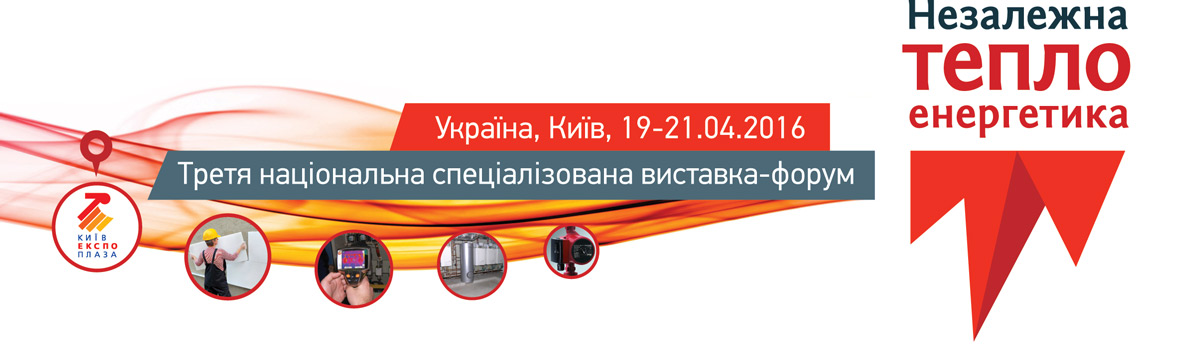 Незалежна
тепло
енергетика
Україна, Київ, 19-21.04.2016
Третя національна спеціалізована виставка-форум
КИЇВ
ЕКСПО
ПЛАЗА